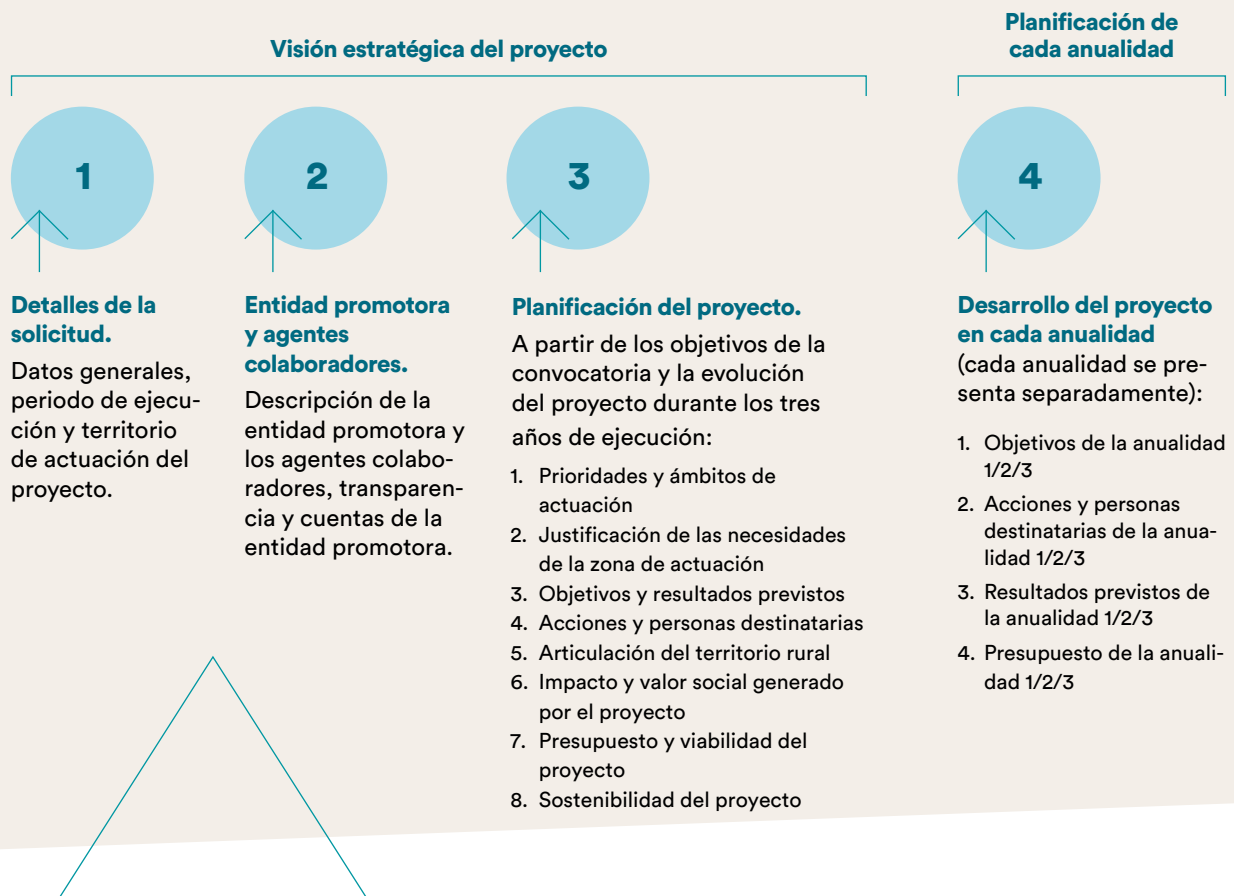 Visión estratégica del proyecto
Planificación de
cada anualidad
1
Detalles de la
solicitud.
Datos generales,
periodo de ejecu-
ción y territorio
de actuación del
proyecto.
2
Entidad promotora
y agentes
colaboradores.
Descripción de la
entidad promotora y
los agentes colabo-
radores, transparen-
cia y cuentas de la
entidad promotora.
3
Planificación del proyecto.
A partir de los objetivos de la
convocatoria y la evolución
del proyecto durante los tres
años de ejecución:
1. Prioridades y ámbitos de
actuación
2. Justificación de las necesidades
de la zona de actuación
3. Objetivos y resultados previstos
4. Acciones y personas destinatarias
5. Articulación del territorio rural
6. Impacto y valor social generado
por el proyecto
7. Presupuesto y viabilidad del
proyecto
8. Sostenibilidad del proyecto
4
Desarrollo del proyecto
en cada anualidad
(cada anualidad se pre-
senta separadamente):
1. Objetivos de la anualidad
1/2/3
2. Acciones y personas
destinatarias de la anua-
lidad 1/2/3
3. Resultados previstos de
la anualidad 1/2/3
4. Presupuesto de la anuali-
dad 1/2/3